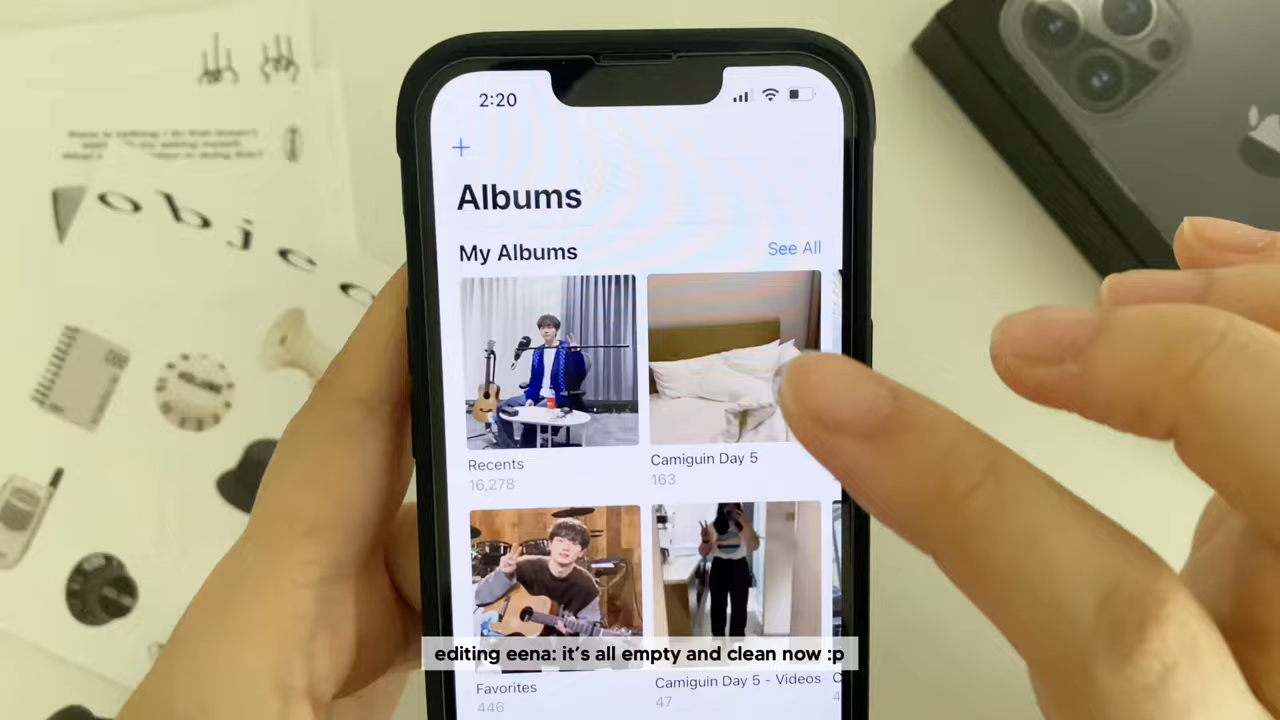 2:20
+
Albums
My Albums
See All
Recents
16,278
Camiguin Day 5
163
Favorites
446
Camiguin Day 5 - Videos
47
editing eena: it's all empty and clean now :p
objec